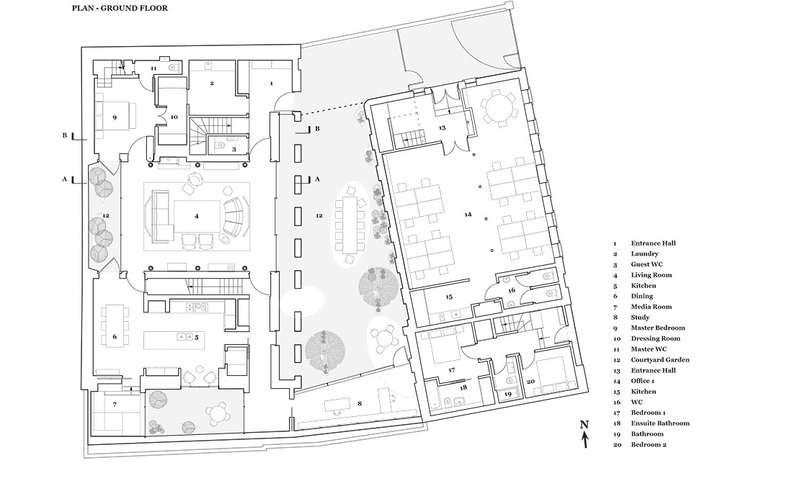 PLAN - GROUND FLOOR
11
2
1
9
10
B
B
13
3
A
A
12
4
12
14
15
16
6
5
17
7
8
18
19
20
N
1 Entrance Hall
2 Laundry
3 Guest WC
4 Living Room
5 Kitchen
6 Dining
7 Media Room
8 Study
9 Master Bedroom
10 Dressing Room
11 Master WC
12 Courtyard Garden
13 Entrance Hall
14 Office 1
15 Kitchen
16 WC
17 Bedroom 1
18 Ensuite Bathroom
19 Bathroom
20 Bedroom 2